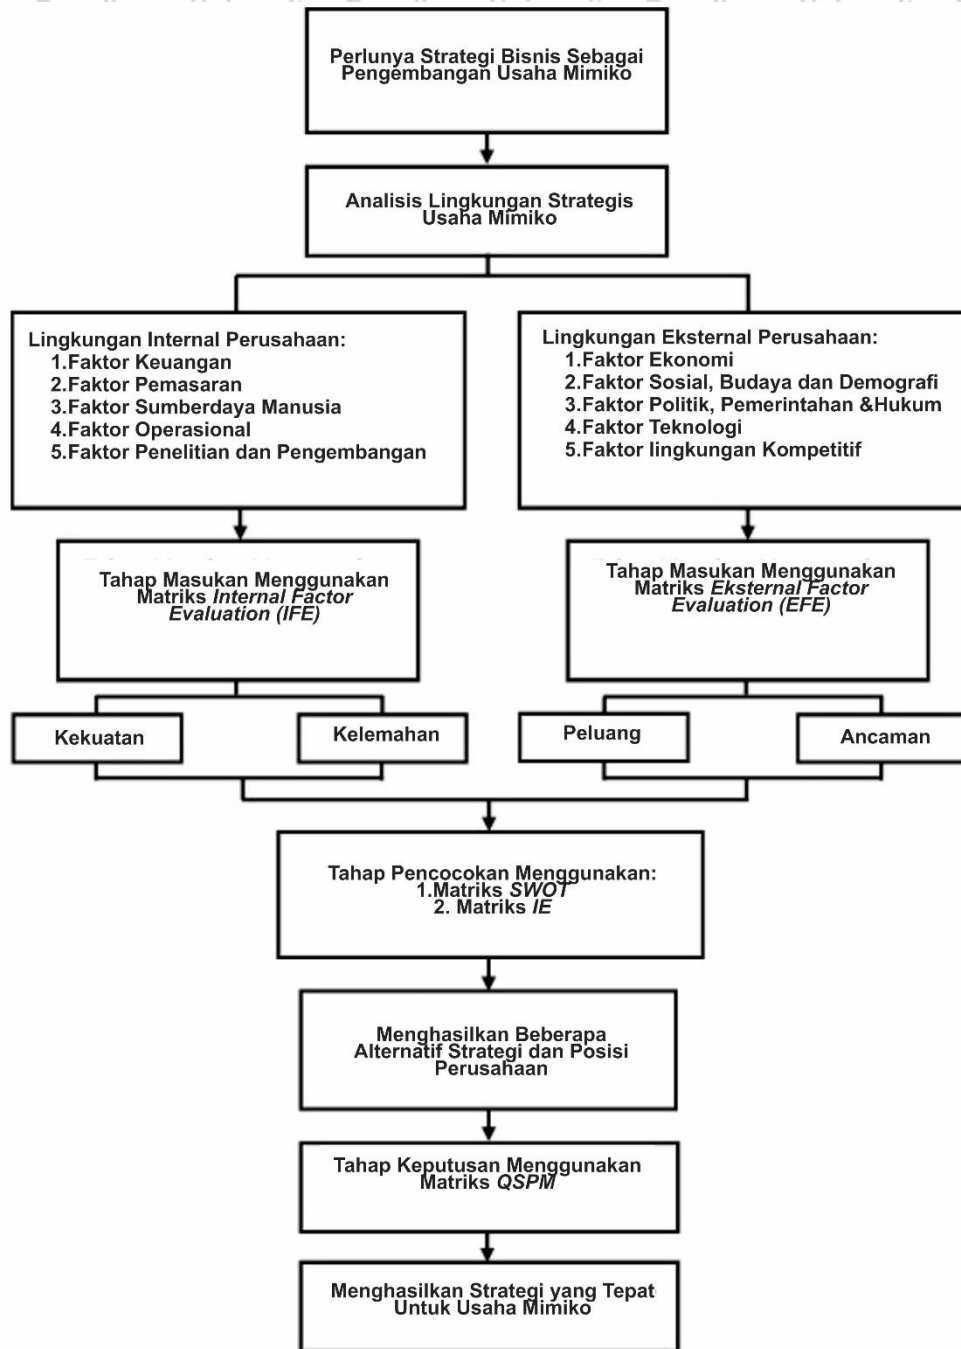 Perlunya Strategi Bisnis Sebagai
Pengembangan Usaha Mimiko
Analisis Lingkungan Strategis
Usaha Mimiko
Lingkungan Internal Perusahaan:
1.Faktor Keuangan
2.Faktor Pemasaran
3.Faktor Sumberdaya Manusia
4.Faktor Operasional
5.Faktor Penelitian dan Pengembangan
Lingkungan Eksternal Perusahaan:
1.Faktor Ekonomi
2.Faktor Sosial, Budaya dan Demografi
3.Faktor Politik, Pemerintahan &Hukum
4.Faktor Teknologi
5.Faktor lingkungan Kompetitif
Tahap Masukan Menggunakan
Matriks Internal Factor
Evaluation (IFE)
Tahap Masukan Menggunakan
Matriks Eksternal Factor
Evaluation (EFE)
Kekuatan
Kelemahan
Peluang
Ancaman
Tahap Pencocokan Menggunakan:
1.Matriks SWOT
2. Matriks IE
Menghasilkan Beberapa
Alternatif Strategi dan Posisi
Perusahaan
Tahap Keputusan Menggunakan
Matriks QSPM
Menghasilkan Strategi yang Tepat
Untuk Usaha Mimiko